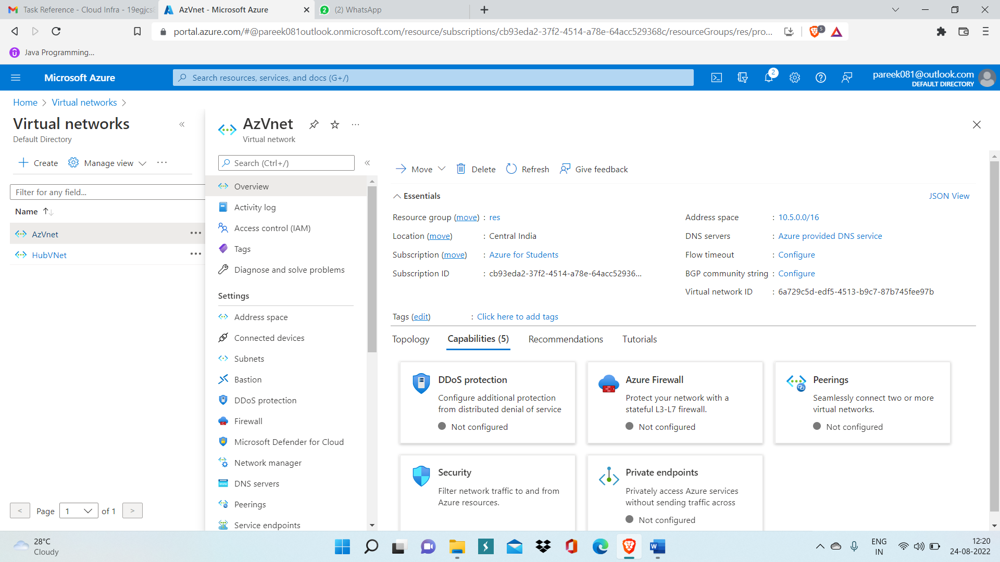 Task Reference - Cloud Infra - 19egjcs8
AzVnet - Microsoft Azure
(2) WhatsApp
portal.azure.com/#@pareek081outlook.onmicrosoft.com/resource/subscriptions/cb93eda2-37f2-4514-a78e-64acc529368c/resourceGroups/res/pro...
5
Java Programming...
Microsoft Azure
Search resources, services, and docs (G+/)
2
pareek081@outlook.com
DEFAULT DIRECTORY
Home > Virtual networks >
Virtual networks
Default Directory
Create
Manage view
Filter for any field...
Name
AzVnet
HubVNet
< Page 1 of 1 >
AzVnet
Virtual network
Search (Ctrl+/)
Overview
Activity log
Access control (IAM)
Tags
Diagnose and solve problems
Settings
Address space
Connected devices
Subnets
Bastion
DDoS protection
Firewall
Microsoft Defender for Cloud
Network manager
DNS servers
Peerings
Service endpoints
Move
Delete
Refresh
Give feedback
Essentials
JSON View
Resource group (move) : res
Location (move) : Central India
Subscription (move) : Azure for Students
Subscription ID : cb93eda2-37f2-4514-a78e-64acc52936...
Address space : 10.5.0.0/16
DNS servers : Azure provided DNS service
Flow timeout : Configure
BGP community string : Configure
Virtual network ID : 6a729c5d-edf5-4513-b9c7-87b745fee97b
Tags (edit) : Click here to add tags
Topology
Capabilities (5)
Recommendations
Tutorials
DDoS protection
Configure additional protection
from distributed denial of service
Not configured
Azure Firewall
Protect your network with a
stateful L3-L7 firewall.
Not configured
Peerings
Seamlessly connect two or more
virtual networks.
Not configured
Security
Filter network traffic to and from
Azure resources.
Private endpoints
Privately access Azure services
without sending traffic across
Not configured
28°C
Cloudy
ENG
IN
12:20
24-08-2022